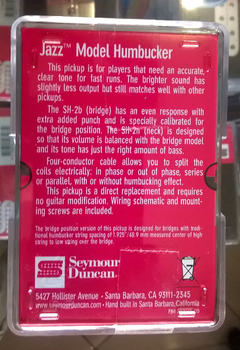 Jazz™ Model Humbucker
This pickup is for players that need an accurate,
clear tone for fast runs. The brighter sound has
slightly less output but still matches well with other
pickups.
The SH-2b (bridge) has an even response with
extra added punch and is specially calibrated for
the bridge position. The SH-2n (neck) is designed
so that its volume is balanced with the bridge model
and its tone has just the right amount of bass.
Four-conductor cable allows you to split the
coils electrically: in phase or out of phase, series
or parallel, with or without humbucking effect.
This pickup is a direct replacement and requires
no guitar modification. Wiring schematic and mount-
ing screws are included.
The bridge position version of this pickup is designed for bridges with tradi-
tional humbucker string spacing of 1.925"/48.9 mm measured center of high
string to low string over the bridge.
Seymour
Duncan.
5427 Hollister Avenue • Santa Barbara, CA 93111-2345
www.seymourduncan.com • Hand built in Santa Barbara, California